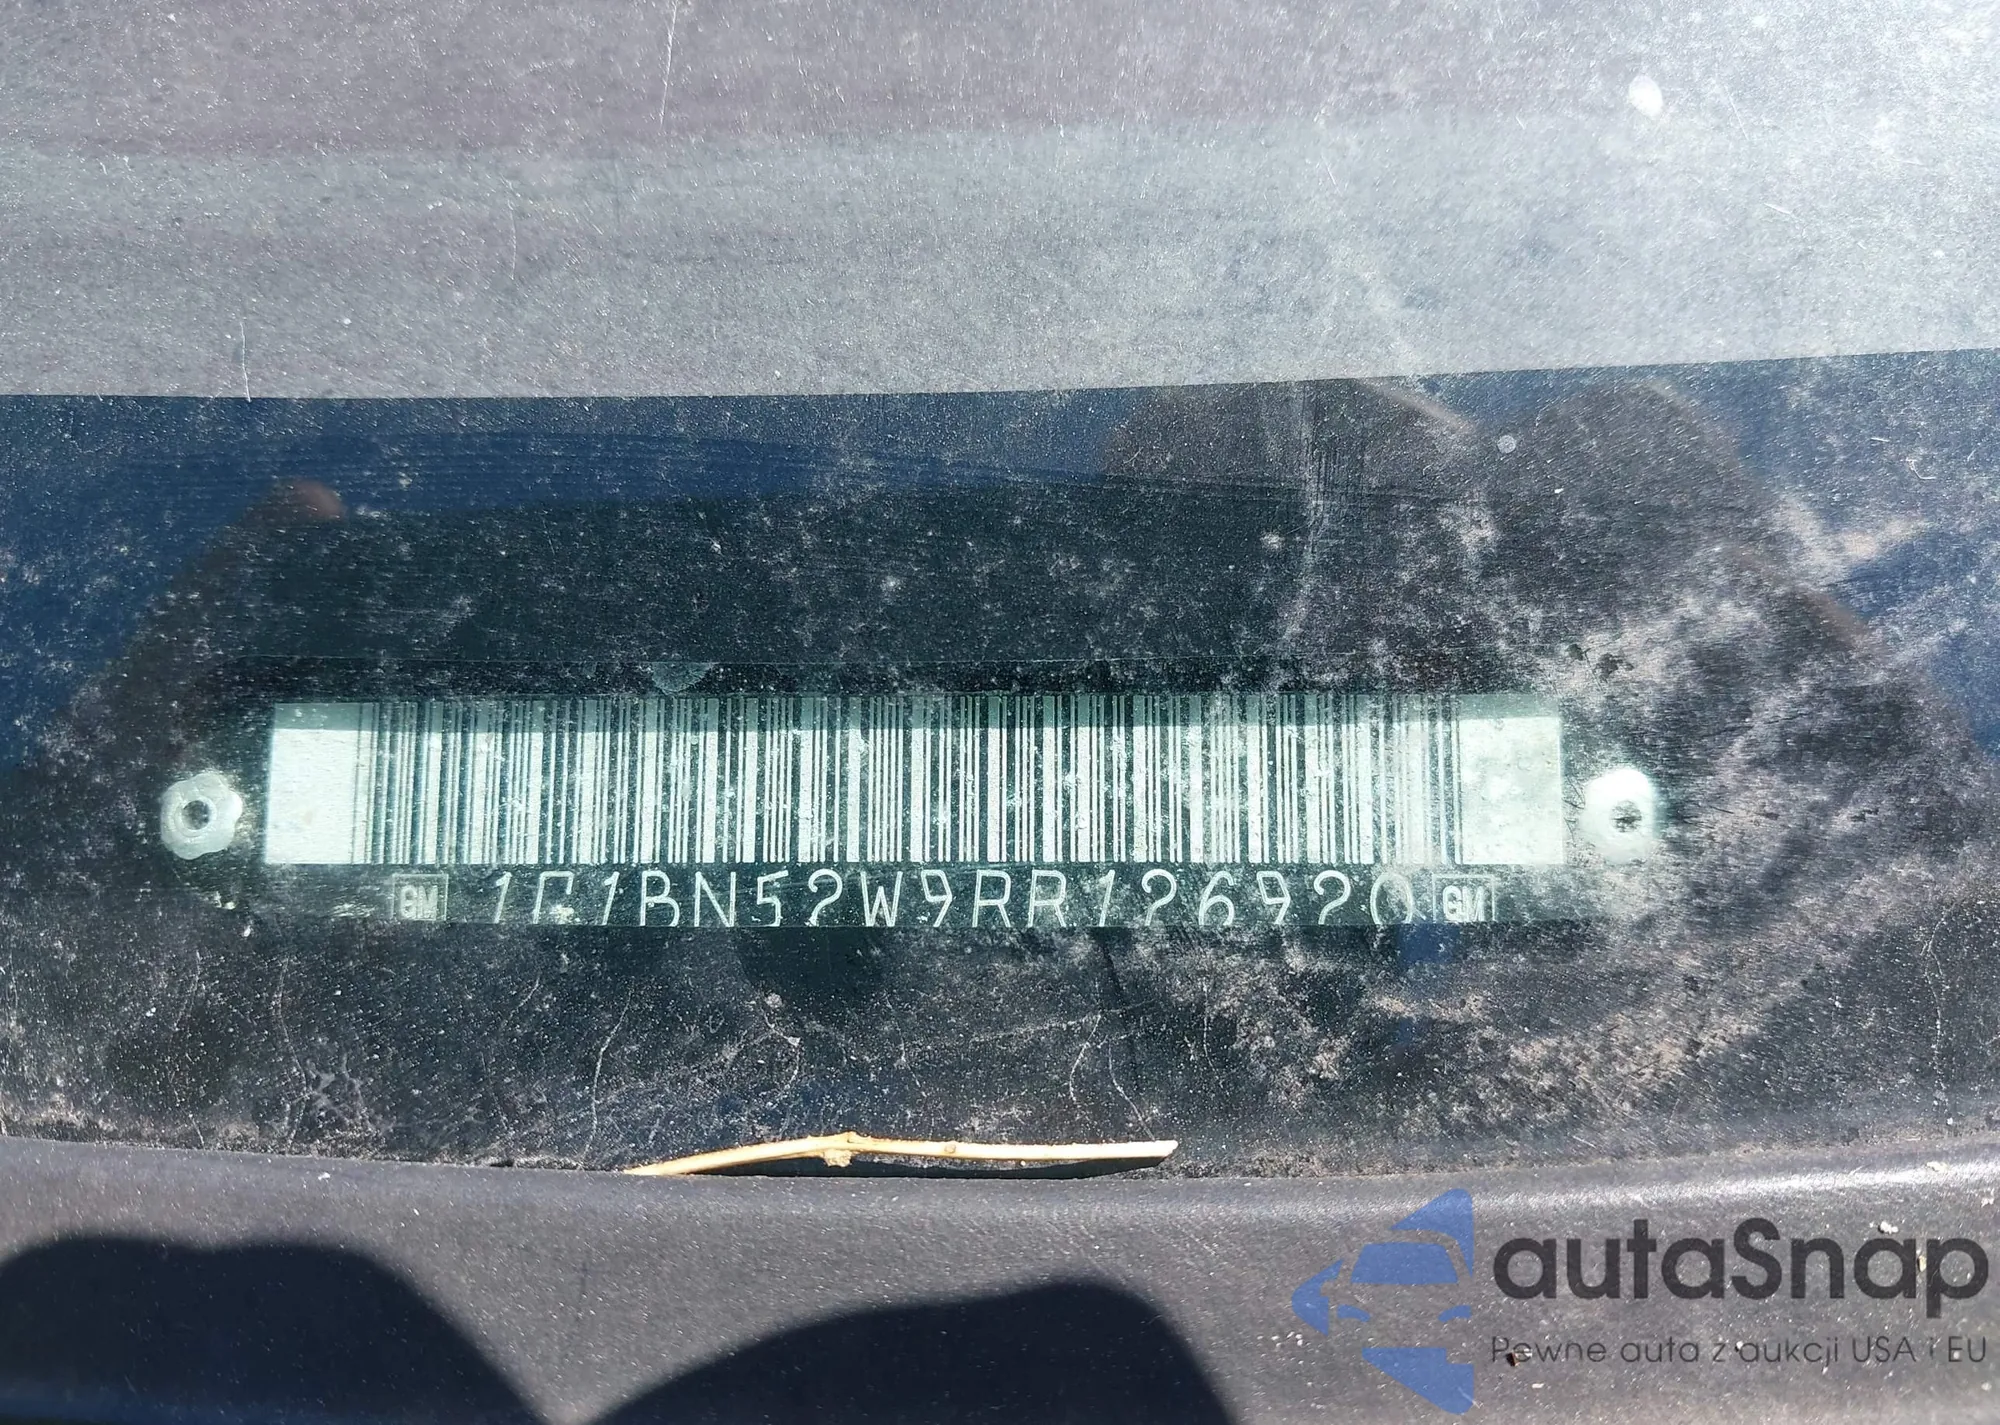 GM 1G1BN52W9RR126920 GM
autaSnap
Pewne auta z aukcji USA i EU